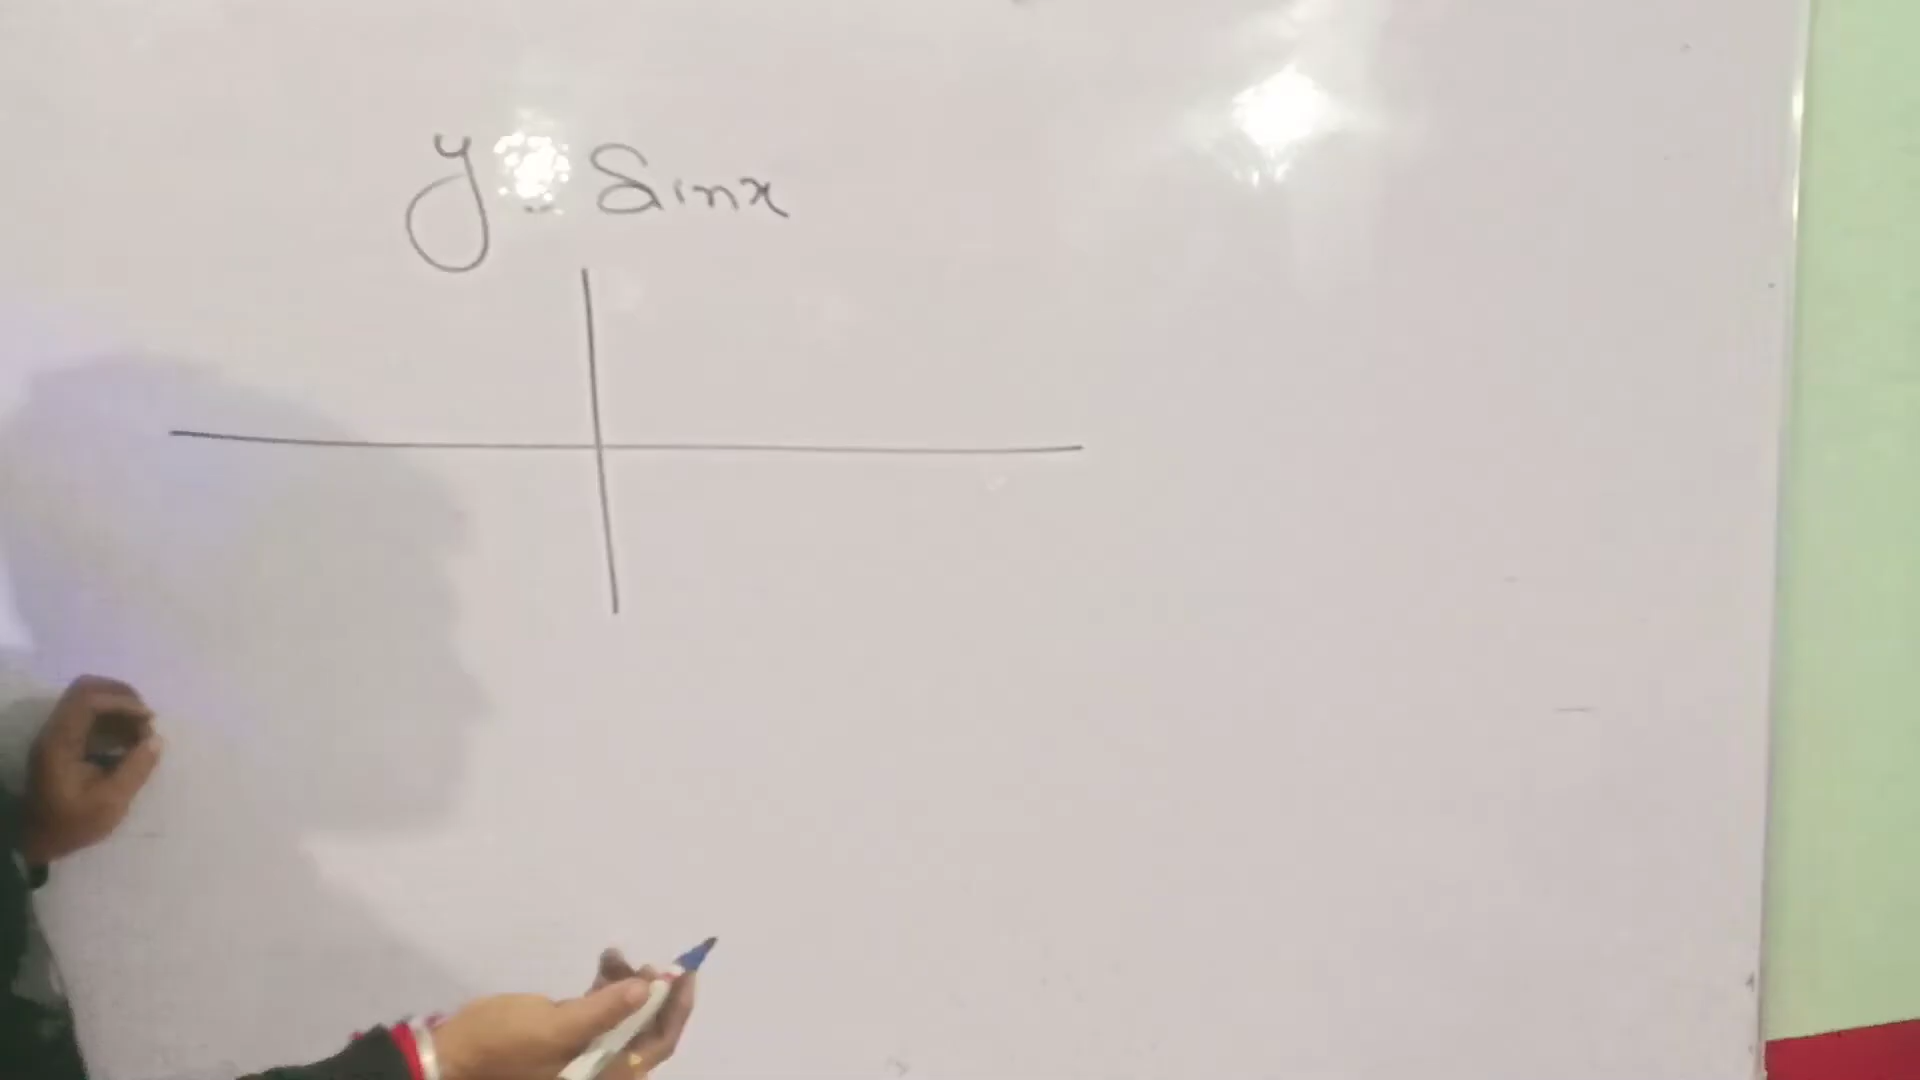 y = Sinx